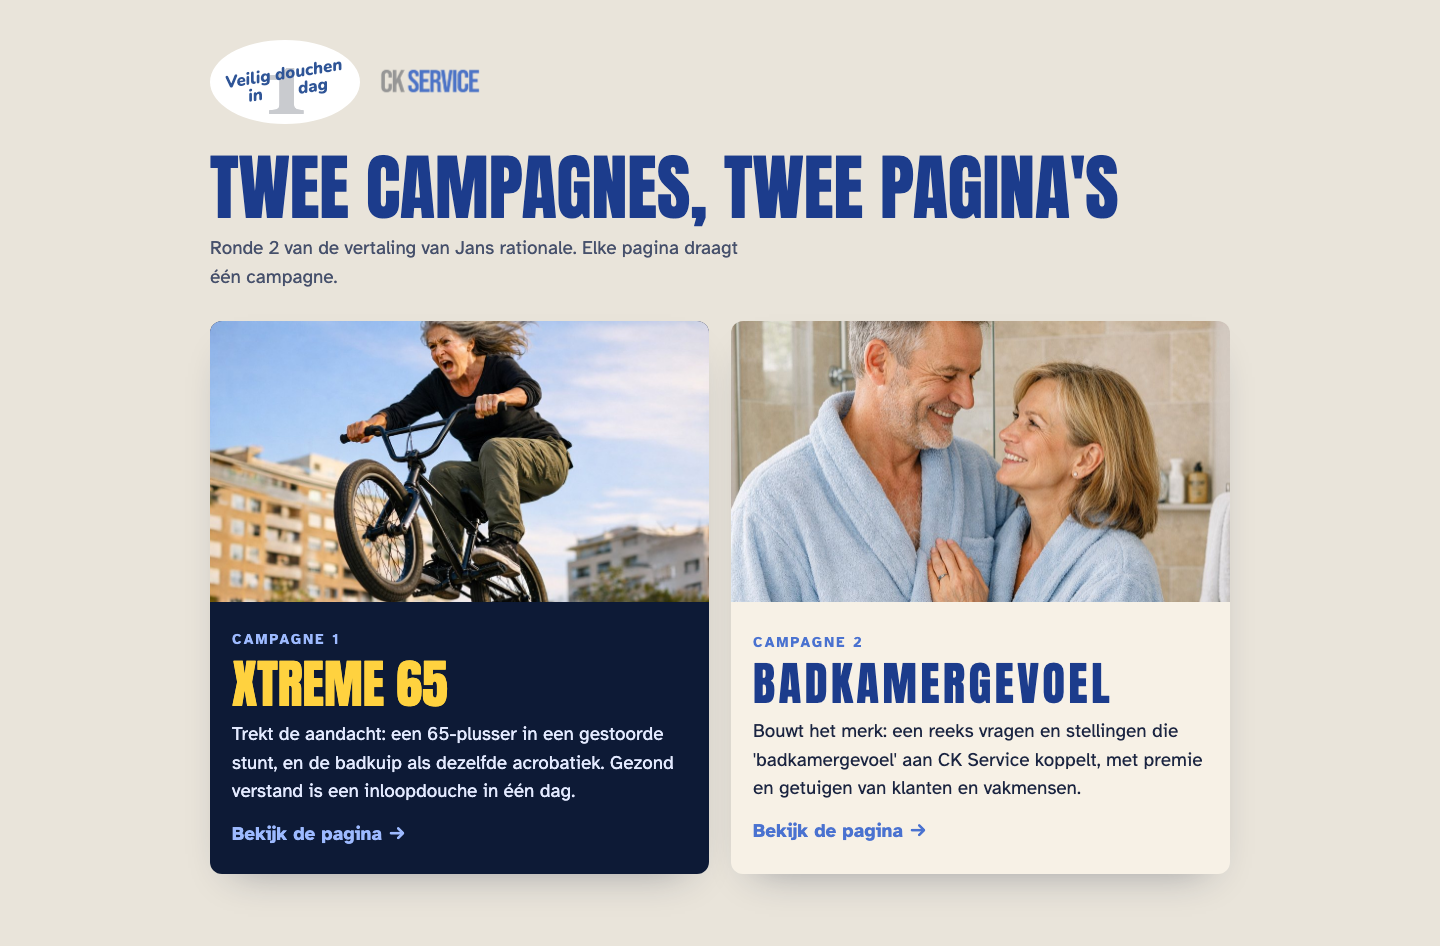 Veilig douchen
in 1 dag
CK SERVICE
TWEE CAMPAGNES, TWEE PAGINA'S
Ronde 2 van de vertaling van Jans rationale. Elke pagina draagt
één campagne.
CAMPAGNE 1
XTREME 65
Trekt de aandacht: een 65-plusser in een gestoorde
stunt, en de badkuip als dezelfde acrobatiek. Gezond
verstand is een inloopdouche in één dag.
Bekijk de pagina →
CAMPAGNE 2
BADKAMERGEVOEL
Bouwt het merk: een reeks vragen en stellingen die
'badkamergevoel' aan CK Service koppelt, met premie
en getuigen van klanten en vakmensen.
Bekijk de pagina →